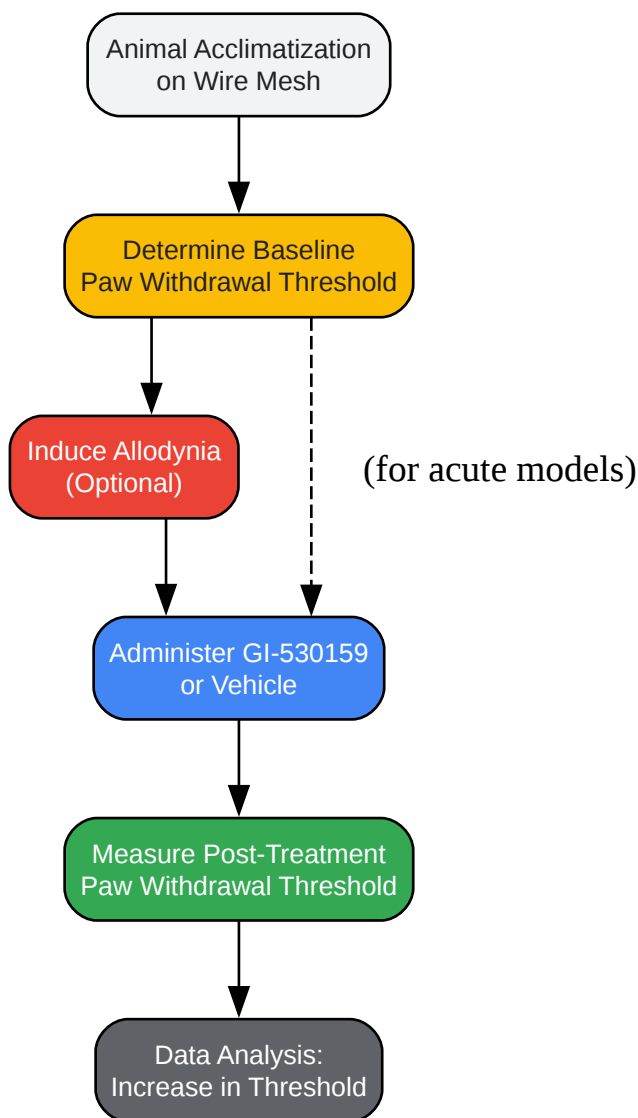 Animal Acclimatization
on Wire Mesh
Determine Baseline
Paw Withdrawal Threshold
Induce Allodynia
(Optional)
(for acute models)
Administer GI-530159
or Vehicle
Measure Post-Treatment
Paw Withdrawal Threshold
Data Analysis:
Increase in Threshold